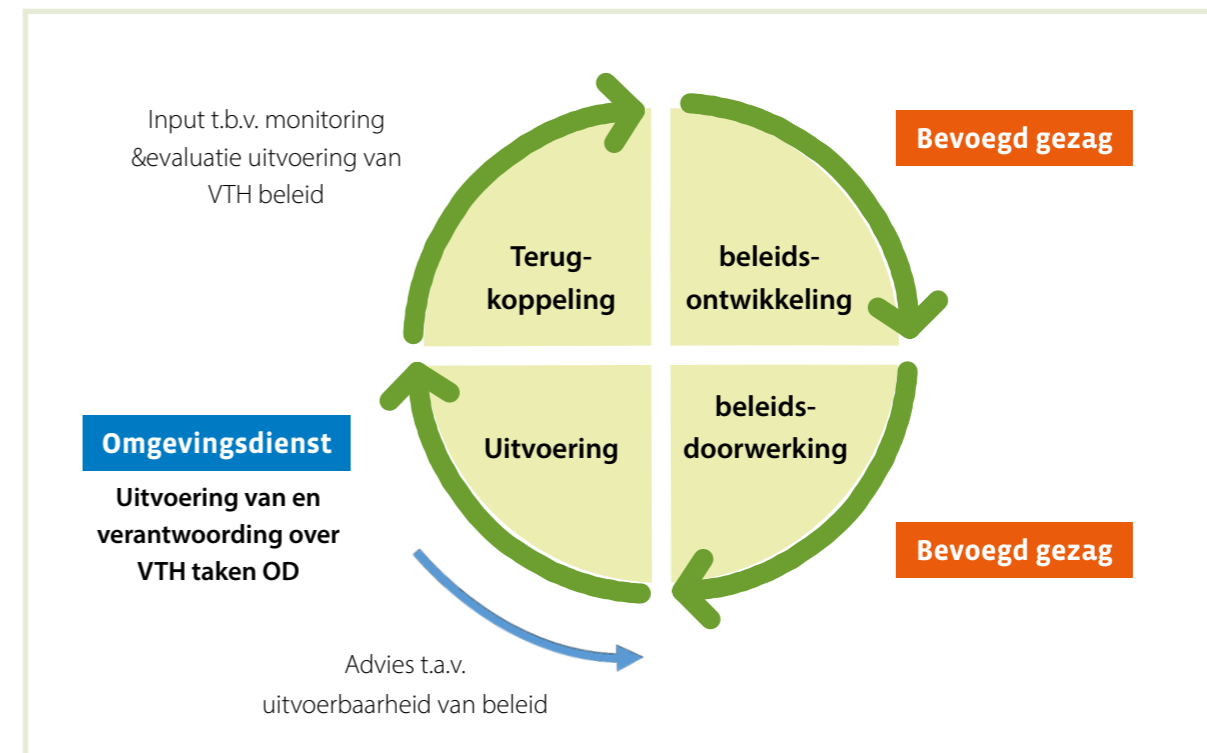 Input t.b.v. monitoring
&evaluatie uitvoering van
VTH beleid
Bevoegd gezag
Terug-
koppeling
beleids-
ontwikkeling
Omgevingsdienst
Uitvoering van en
verantwoording over
VTH taken OD
Uitvoering
beleids-
doorwerking
Bevoegd gezag
Advies t.a.v.
uitvoerbaarheid van beleid